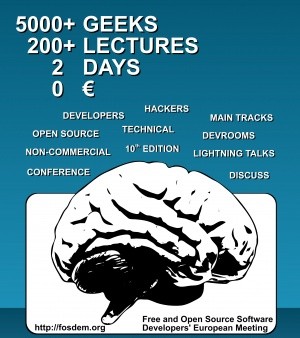 5000+ GEEKS
200+ LECTURES
2 DAYS
0 €
HACKERS
DEVELOPERS
MAIN TRACKS
TECHNICAL
OPEN SOURCE
DEVROOMS
NON-COMMERCIAL
10th EDITION
LIGHTNING TALKS
CONFERENCE
DISCUSS
http://fosdem.org
Free and Open Source Software
Developers' European Meeting